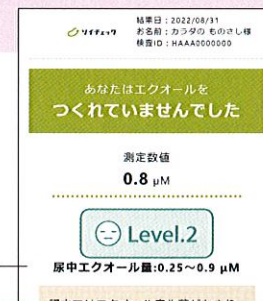 ソイチェック
結果日：2022/08/31
お名前：カラダの ものさし様
検査ID：HAAA0000000
あなたはエクオールを
つくれていませんでした
測定数値
0.8 μM
Level.2
尿中エクオール量:0.25〜0.9 μM